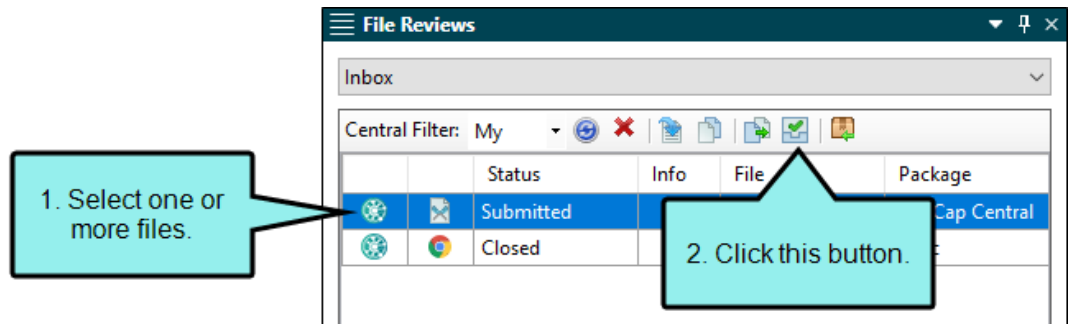 File Reviews
Inbox
Central Filter: My
Status Info File Package
1. Select one or
more files.
Submitted Cap Central
Closed
2. Click this button.